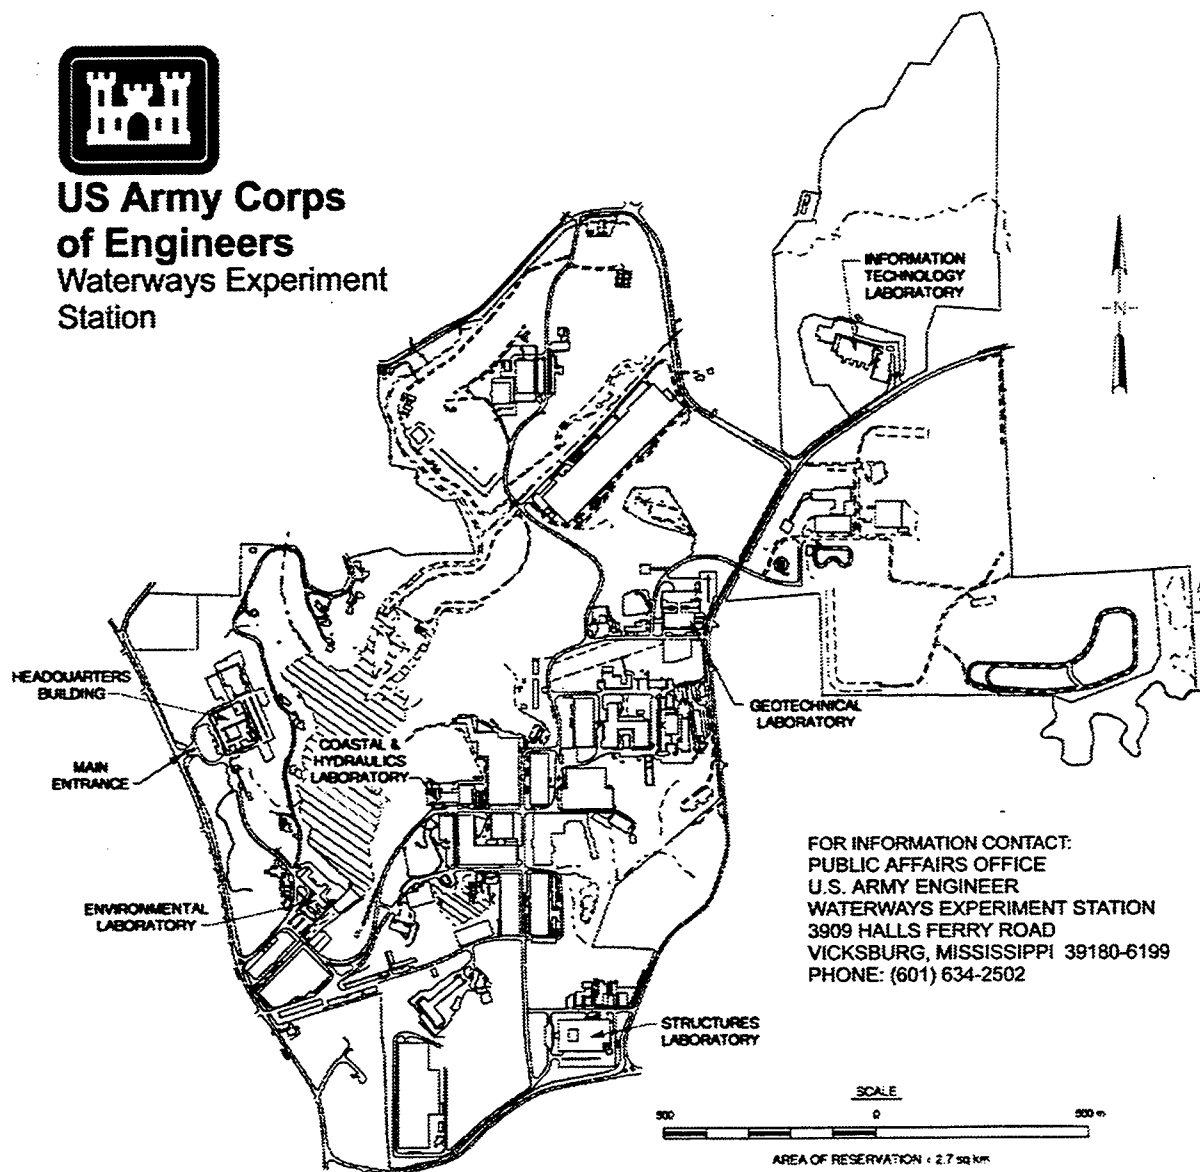 US Army Corps
of Engineers
Waterways Experiment
Station
INFORMATION
TECHNOLOGY
LABORATORY
N
HEADQUARTERS
BUILDING
MAIN
ENTRANCE
COASTAL &
HYDRAULICS
LABORATORY
GEOTECHNICAL
LABORATORY
ENVIRONMENTAL
LABORATORY
STRUCTURES
LABORATORY
FOR INFORMATION CONTACT:
PUBLIC AFFAIRS OFFICE
U.S. ARMY ENGINEER
WATERWAYS EXPERIMENT STATION
3909 HALLS FERRY ROAD
VICKSBURG, MISSISSIPPI 39180-6199
PHONE: (601) 634-2502
SCALE
500 0 500 m
AREA OF RESERVATION : 2.7 sq km